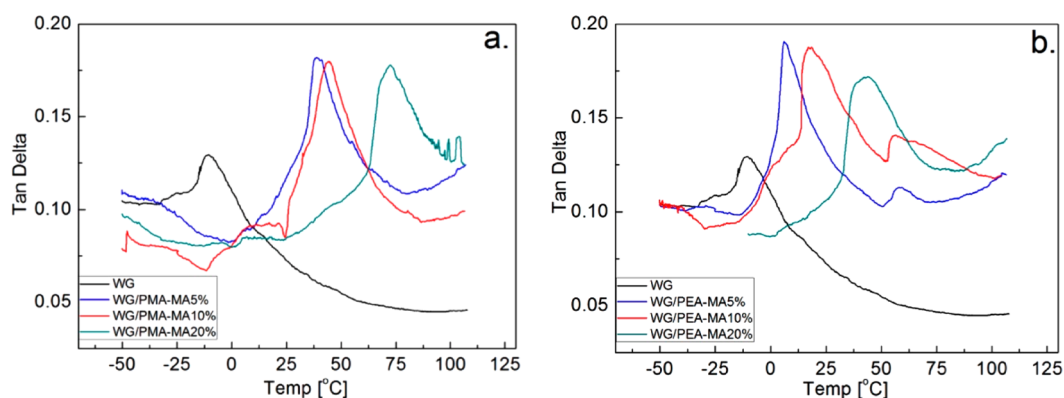 a.
0.20
0.15
0.10
0.05
Tan Delta
WG
WG/PMA-MA5%
WG/PMA-MA10%
WG/PMA-MA20%
-50 -25 0 25 50 75 100 125
Temp [°C]
b.
0.20
0.15
0.10
0.05
Tan Delta
WG
WG/PEA-MA5%
WG/PEA-MA10%
WG/PEA-MA20%
-50 -25 0 25 50 75 100 125
Temp [°C]